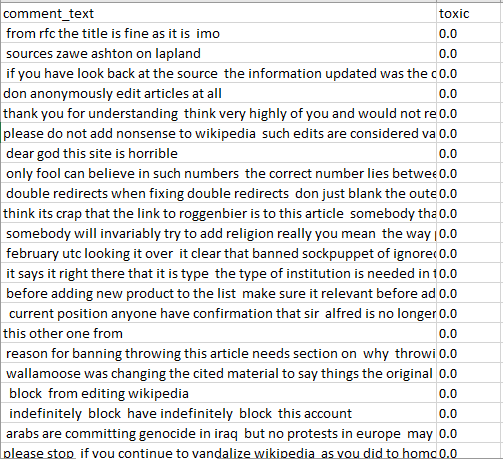 comment_text toxic
from rfc the title is fine as it is imo 0.0
sources zawe ashton on lapland 0.0
if you have look back at the source the information updated was the 0.0
don anonymously edit articles at all 0.0
thank you for understanding think very highly of you and would not re 0.0
please do not add nonsense to wikipedia such edits are considered va 0.0
dear god this site is horrible 0.0
only fool can believe in such numbers the correct number lies betwee 0.0
double redirects when fixing double redirects don just blank the oute 0.0
think its crap that the link to roggenbier is to this article somebody tha 0.0
somebody will invariably try to add religion really you mean the way 0.0
february utc looking it over it clear that banned sockpuppet of ignore 0.0
it says it right there that it is type the type of institution is needed in 0.0
before adding new product to the list make sure it relevant before ad 0.0
current position anyone have confirmation that sir alfred is no longer 0.0
this other one from 0.0
reason for banning throwing this article needs section on why throwi 0.0
wallamoose was changing the cited material to say things the original 0.0
block from editing wikipedia 0.0
indefinitely block have indefinitely block this account 0.0
arabs are committing genocide in iraq but no protests in europe may 0.0
please stop if you continue to vandalize wikipedia as you did to homo 0.0